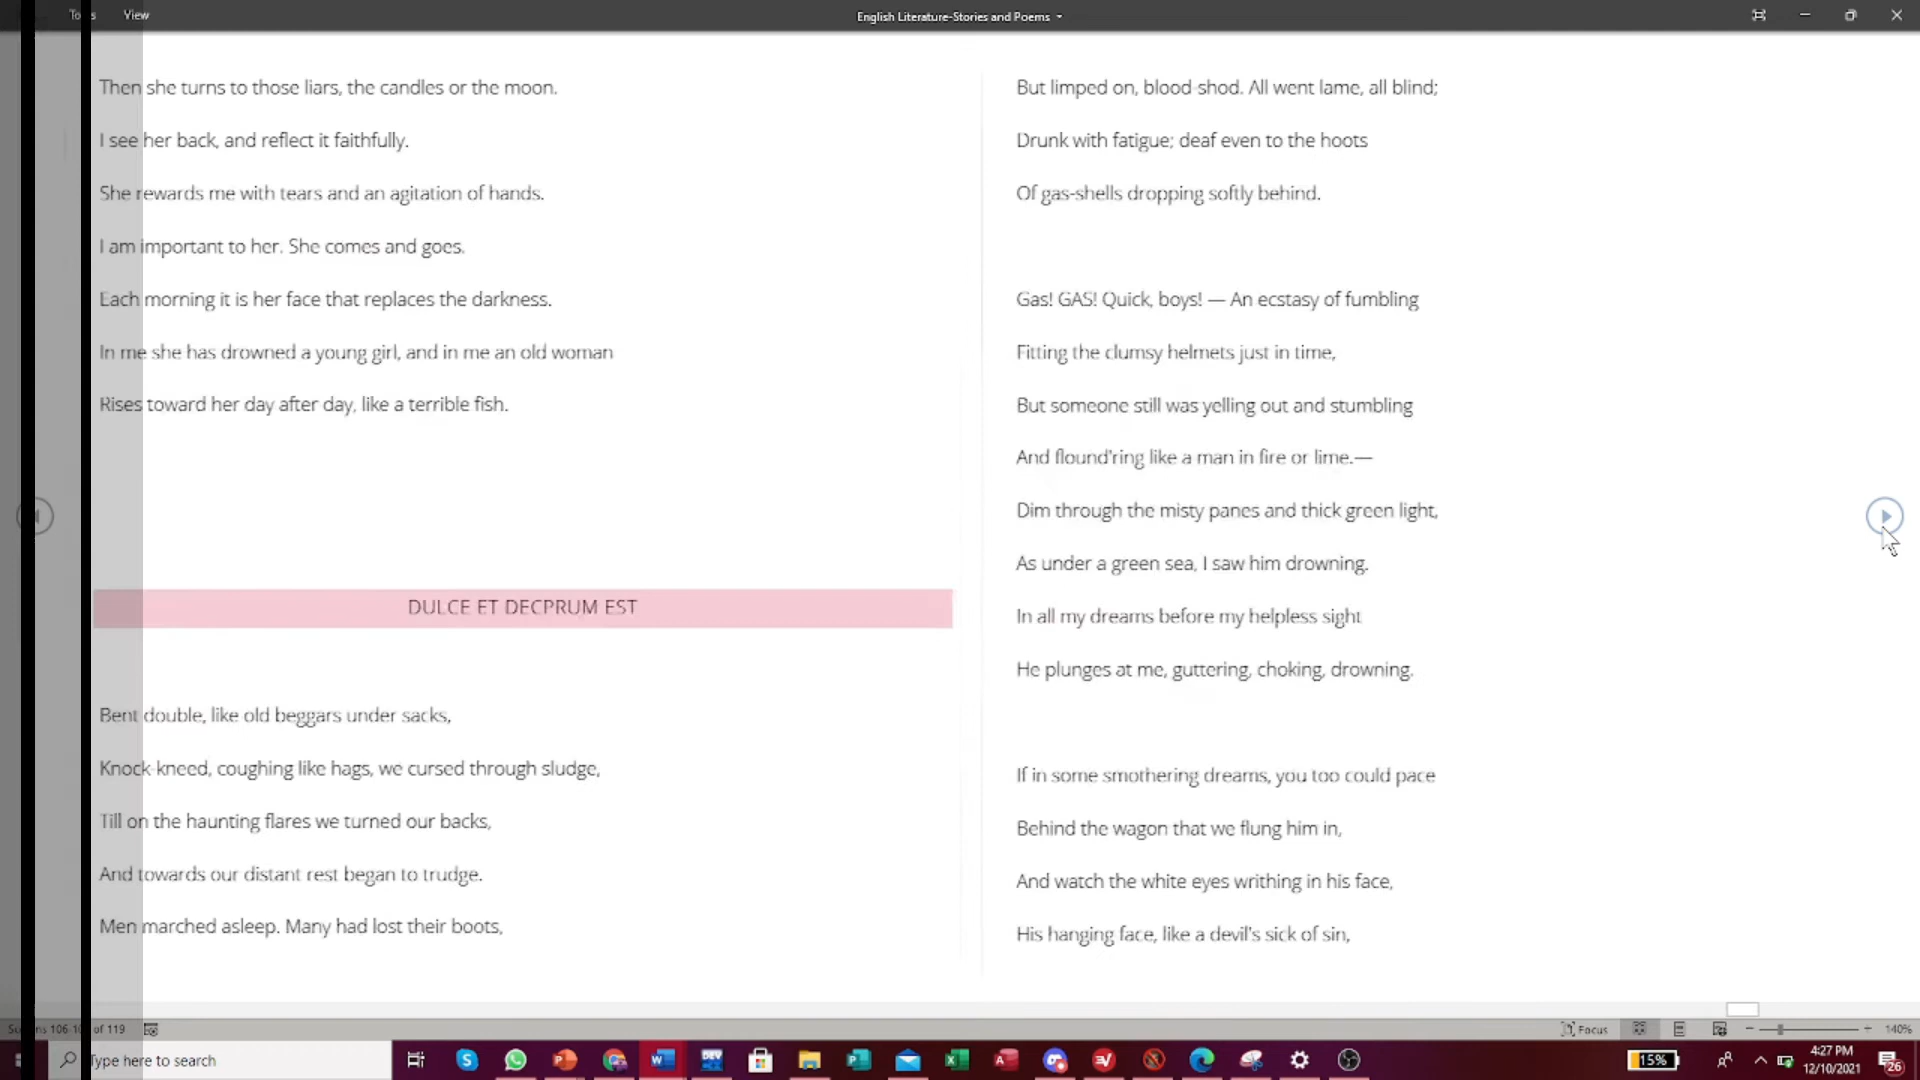 View
English Literature-Stories and Poems
Then she turns to those liars, the candles or the moon.
I see her back, and reflect it faithfully.
She rewards me with tears and an agitation of hands.
I am important to her. She comes and goes.
Each morning it is her face that replaces the darkness.
In me she has drowned a young girl, and in me an old woman
Rises toward her day after day, like a terrible fish.
DULCE ET DECPRUM EST
Bent double, like old beggars under sacks,
Knock-kneed, coughing like hags, we cursed through sludge,
Till on the haunting flares we turned our backs,
And towards our distant rest began to trudge.
Men marched asleep. Many had lost their boots,
But limped on, blood-shod. All went lame, all blind;
Drunk with fatigue; deaf even to the hoots
Of gas-shells dropping softly behind.
Gas! GAS! Quick, boys! — An ecstasy of fumbling
Fitting the clumsy helmets just in time,
But someone still was yelling out and stumbling
And flound'ring like a man in fire or lime.—
Dim through the misty panes and thick green light,
As under a green sea, I saw him drowning.
In all my dreams before my helpless sight
He plunges at me, guttering, choking, drowning.
If in some smothering dreams, you too could pace
Behind the wagon that we flung him in,
And watch the white eyes writhing in his face,
His hanging face, like a devil's sick of sin,
of 119
Focus
140%
Type here to search
DEV
15%
4:27 PM
12/10/2021
26